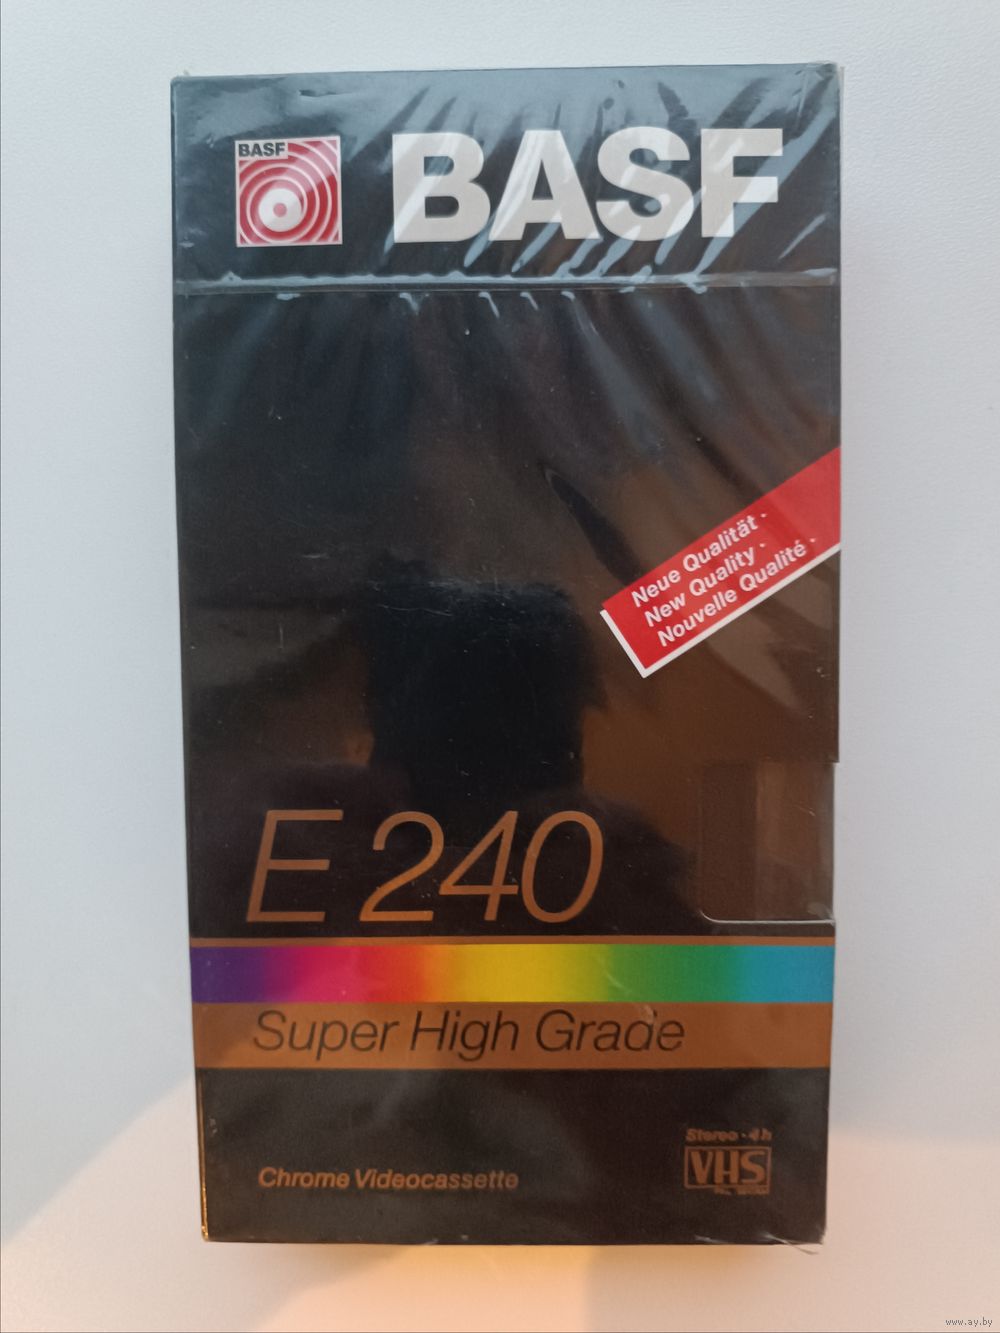 BASF
BASF
Neue Qualität ·
New Quality ·
Nouvelle Qualité ·
E 240
Super High Grade
Stereo · 4h
VHS
Chrome Videocassette
www.ay.by